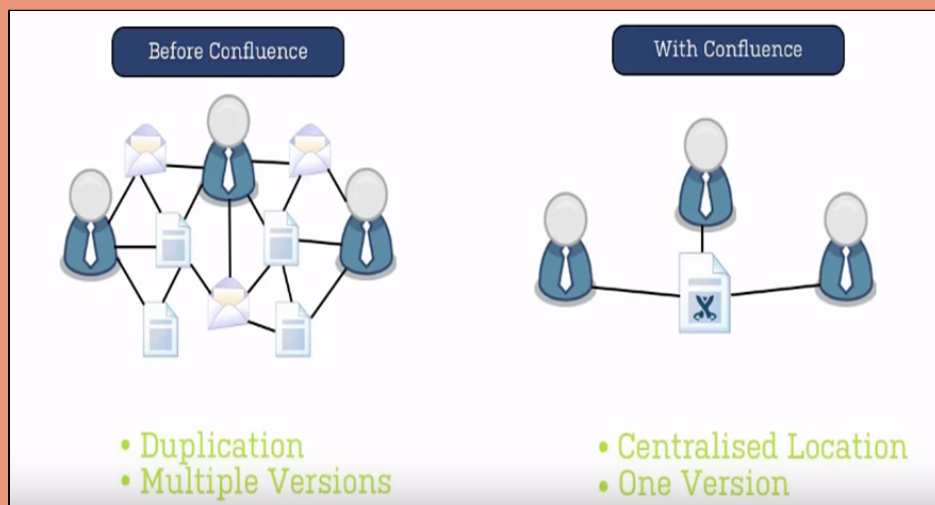 Before Confluence
With Confluence
• Duplication
• Multiple Versions
• Centralised Location
• One Version